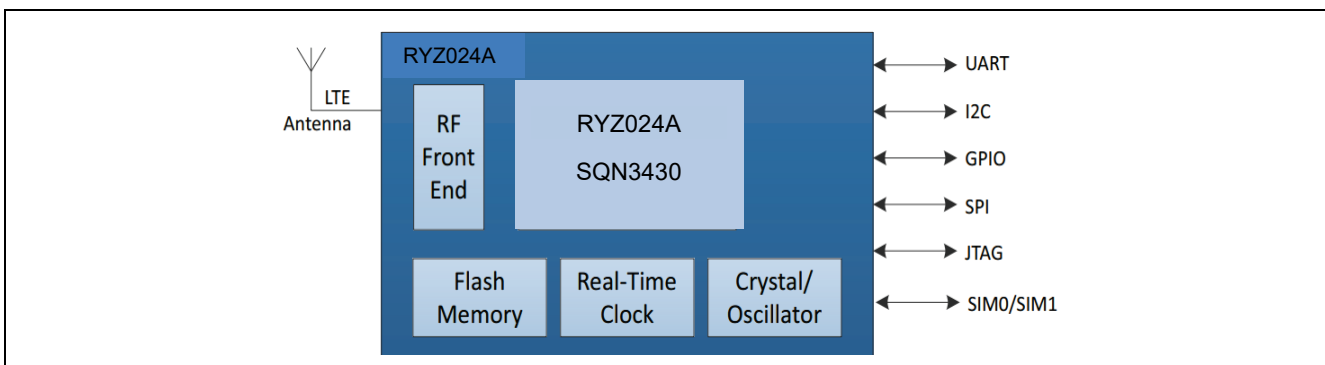 RYZ024A
LTE
Antenna
RF
Front
End
RYZ024A
SQN3430
Flash
Memory
Real-Time
Clock
Crystal/
Oscillator
UART
I2C
GPIO
SPI
JTAG
SIM0/SIM1